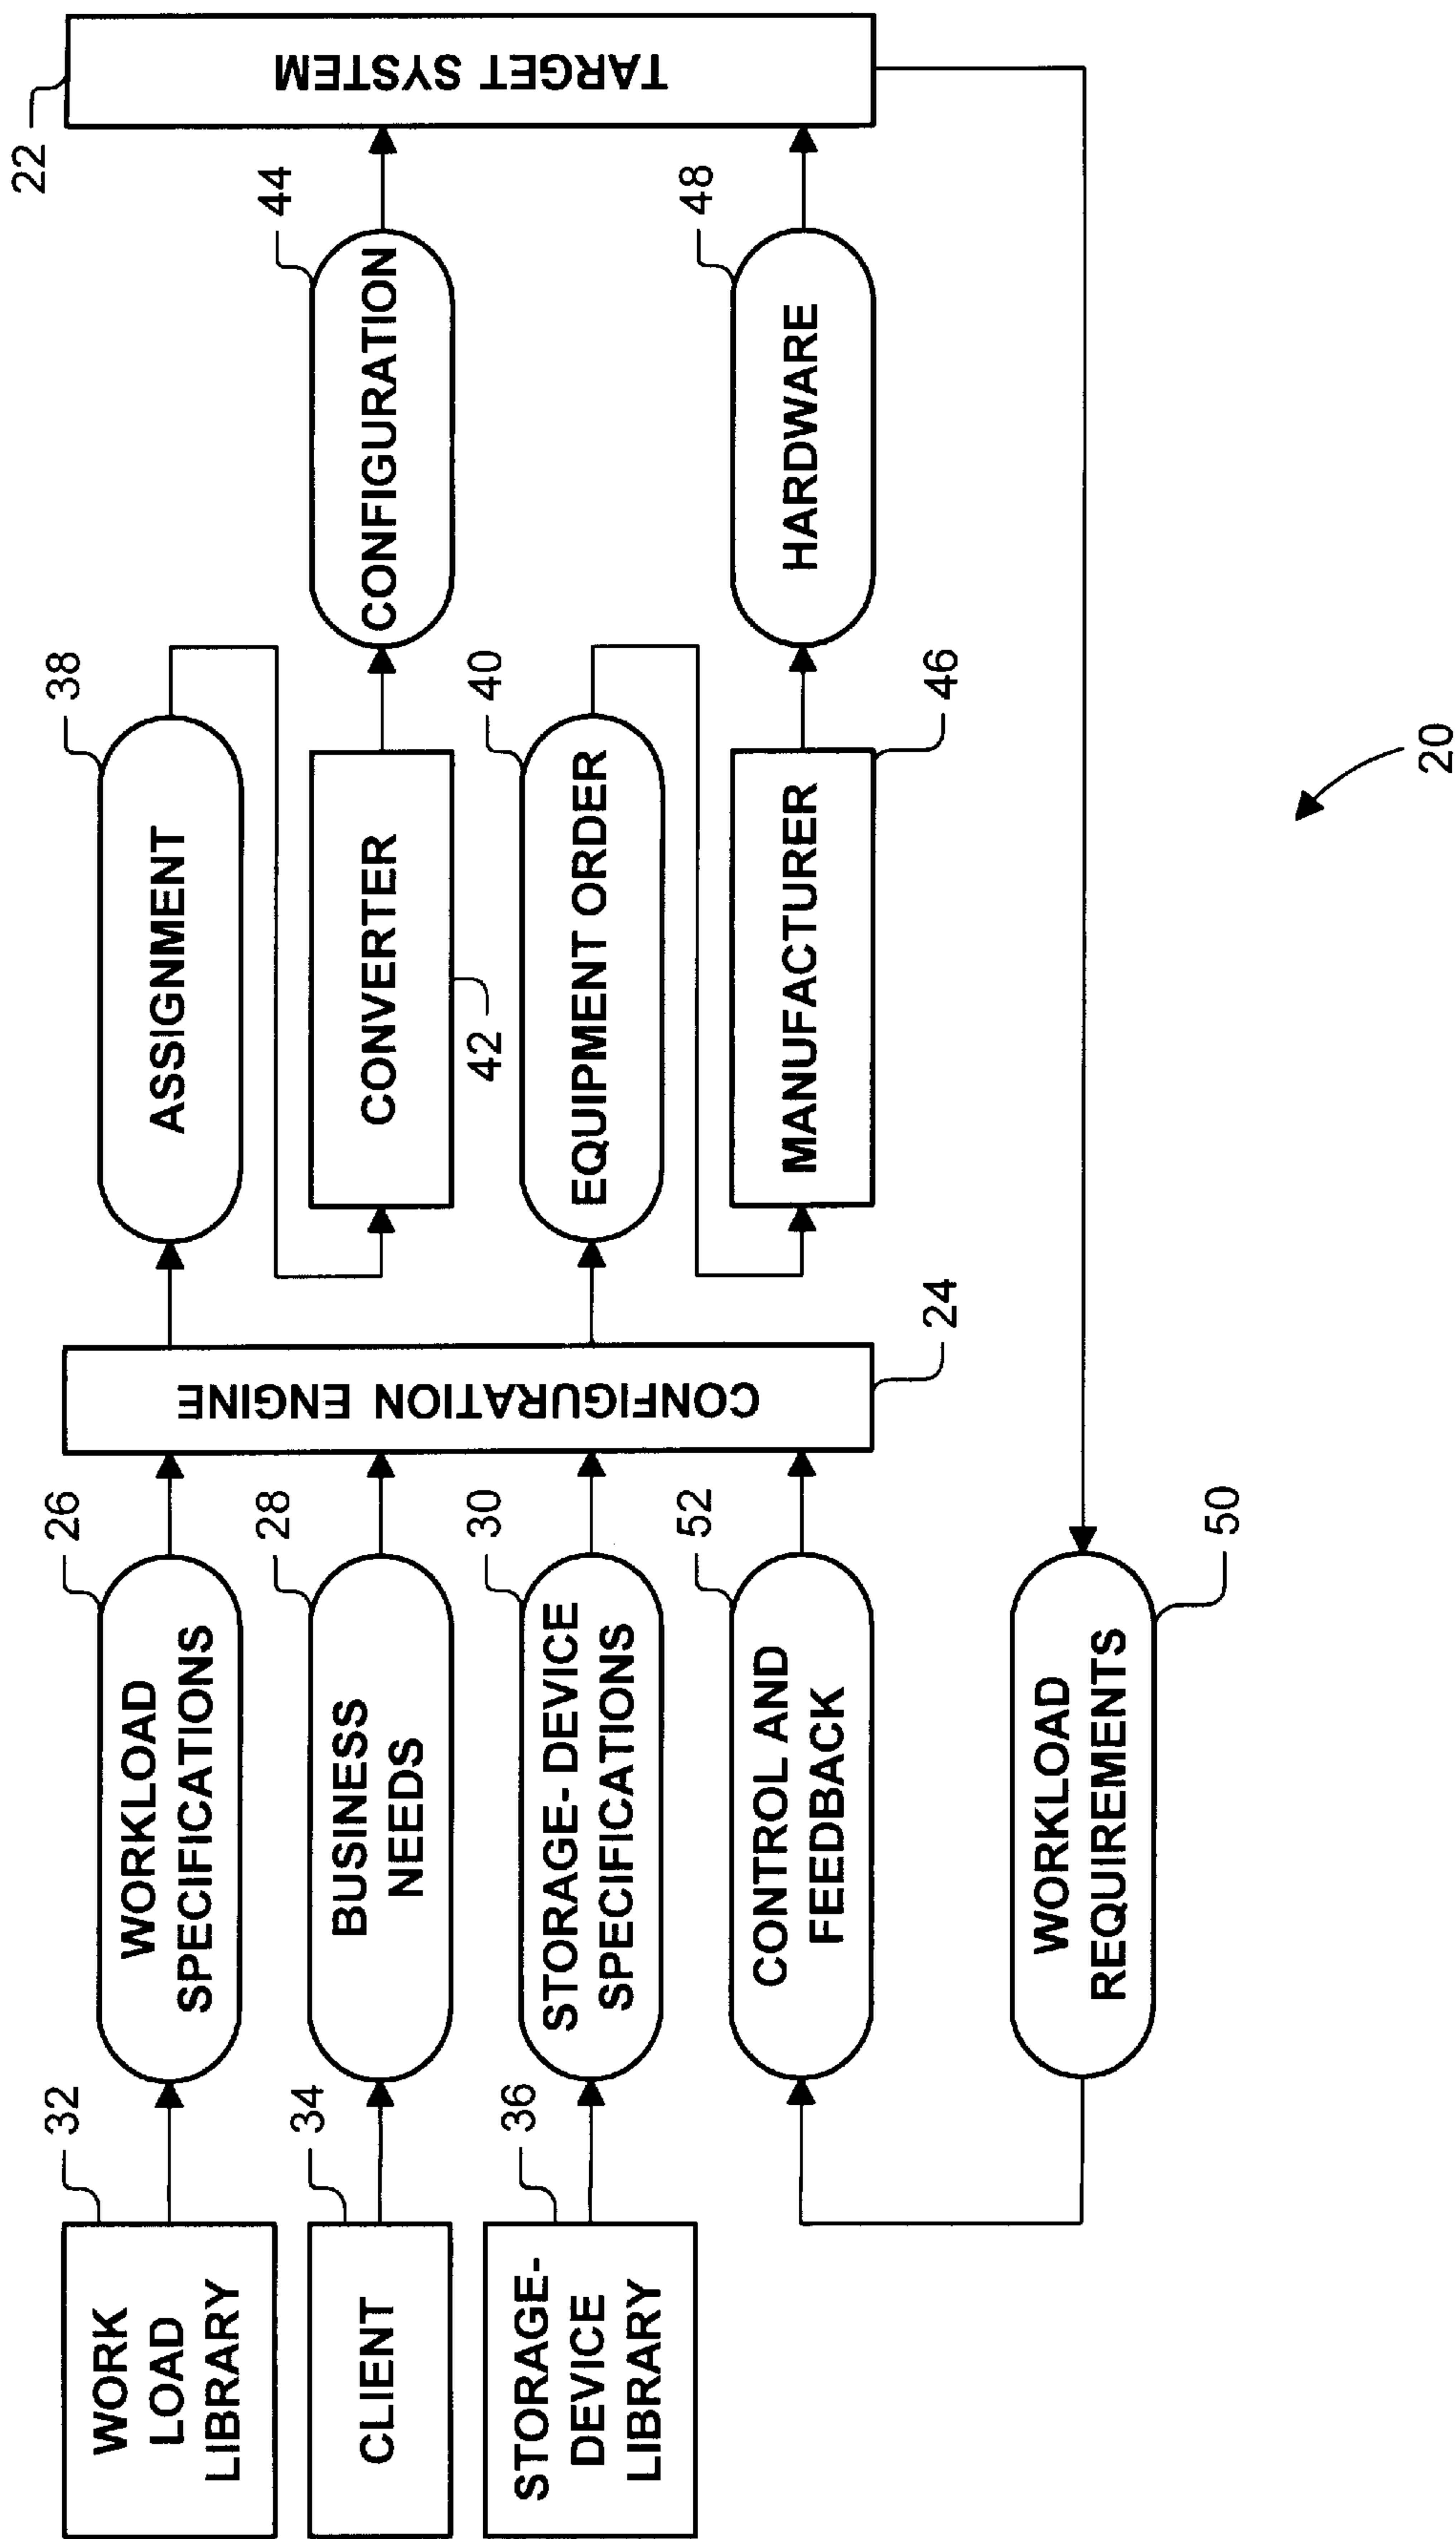 32
WORK
LOAD
LIBRARY
26
WORKLOAD
SPECIFICATIONS
34
CLIENT
28
BUSINESS
NEEDS
36
STORAGE-
DEVICE
LIBRARY
30
STORAGE-DEVICE
SPECIFICATIONS
52
CONTROL AND
FEEDBACK
CONFIGURATION ENGINE
24
38
ASSIGNMENT
CONVERTER
42
44
CONFIGURATION
40
EQUIPMENT ORDER
MANUFACTURER
46
48
HARDWARE
22
TARGET SYSTEM
WORKLOAD
REQUIREMENTS
50
20